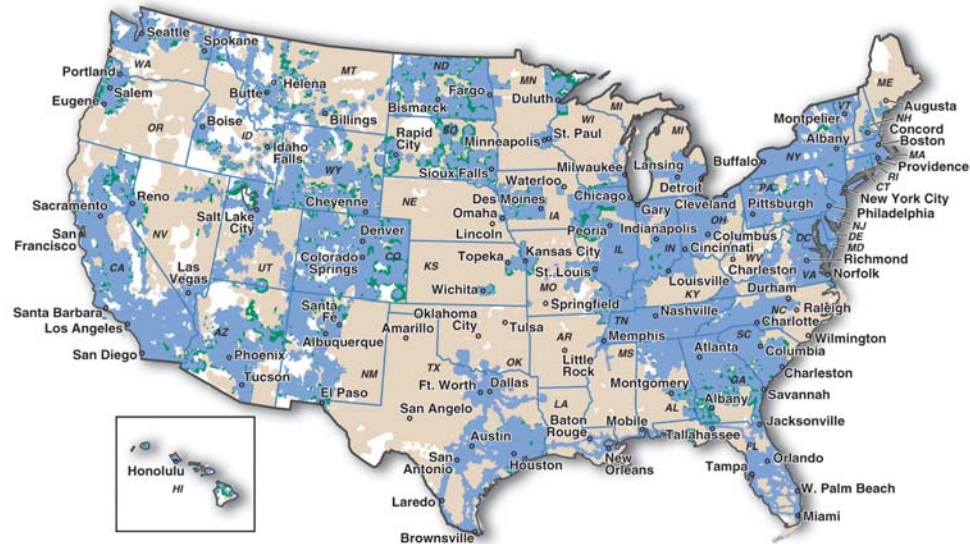 Seattle
Spokane
WA
Portland
Salem
Eugene
OR
Boise
ID
Idaho
Falls
Helena
Butte
MT
Billings
ND
Fargo
Bismarck
Rapid
City
SD
Sioux Falls
MN
Duluth
Minneapolis
St. Paul
WI
MI
MI
Milwaukee
Lansing
Detroit
WY
Cheyenne
NE
Omaha
Lincoln
Waterloo
Des Moines
IA
Chicago
Gary
Peoria
IL
Indianapolis
IN
Cleveland
OH
Columbus
Cincinnati
Buffalo
NY
Albany
Montpelier
VT
ME
Augusta
NH
Concord
Boston
MA
Providence
RI
CT
New York City
Philadelphia
NJ
DE
MD
DC
Richmond
Norfolk
VA
PA
Pittsburgh
WV
Charleston
Sacramento
San
Francisco
Reno
NV
Las
Vegas
CA
Santa Barbara
Los Angeles
San Diego
Salt Lake
City
UT
Denver
Colorado
Springs
CO
KS
Topeka
Wichita
Kansas City
St. Louis
MO
Springfield
Louisville
KY
Durham
Raleigh
NC
Charlotte
Wilmington
Nashville
TN
Memphis
SC
Columbia
Charleston
Savannah
AZ
Phoenix
Tucson
Santa
Fe
Albuquerque
NM
El Paso
Amarillo
Oklahoma
City
Tulsa
OK
AR
Little
Rock
MS
Atlanta
GA
Montgomery
Albany
AL
TX
Ft. Worth
Dallas
San Angelo
Austin
San
Antonio
Houston
Laredo
Brownsville
LA
Baton
Rouge
New
Orleans
Mobile
Tallahassee
Jacksonville
FL
Orlando
Tampa
W. Palm Beach
Miami
Honolulu
HI